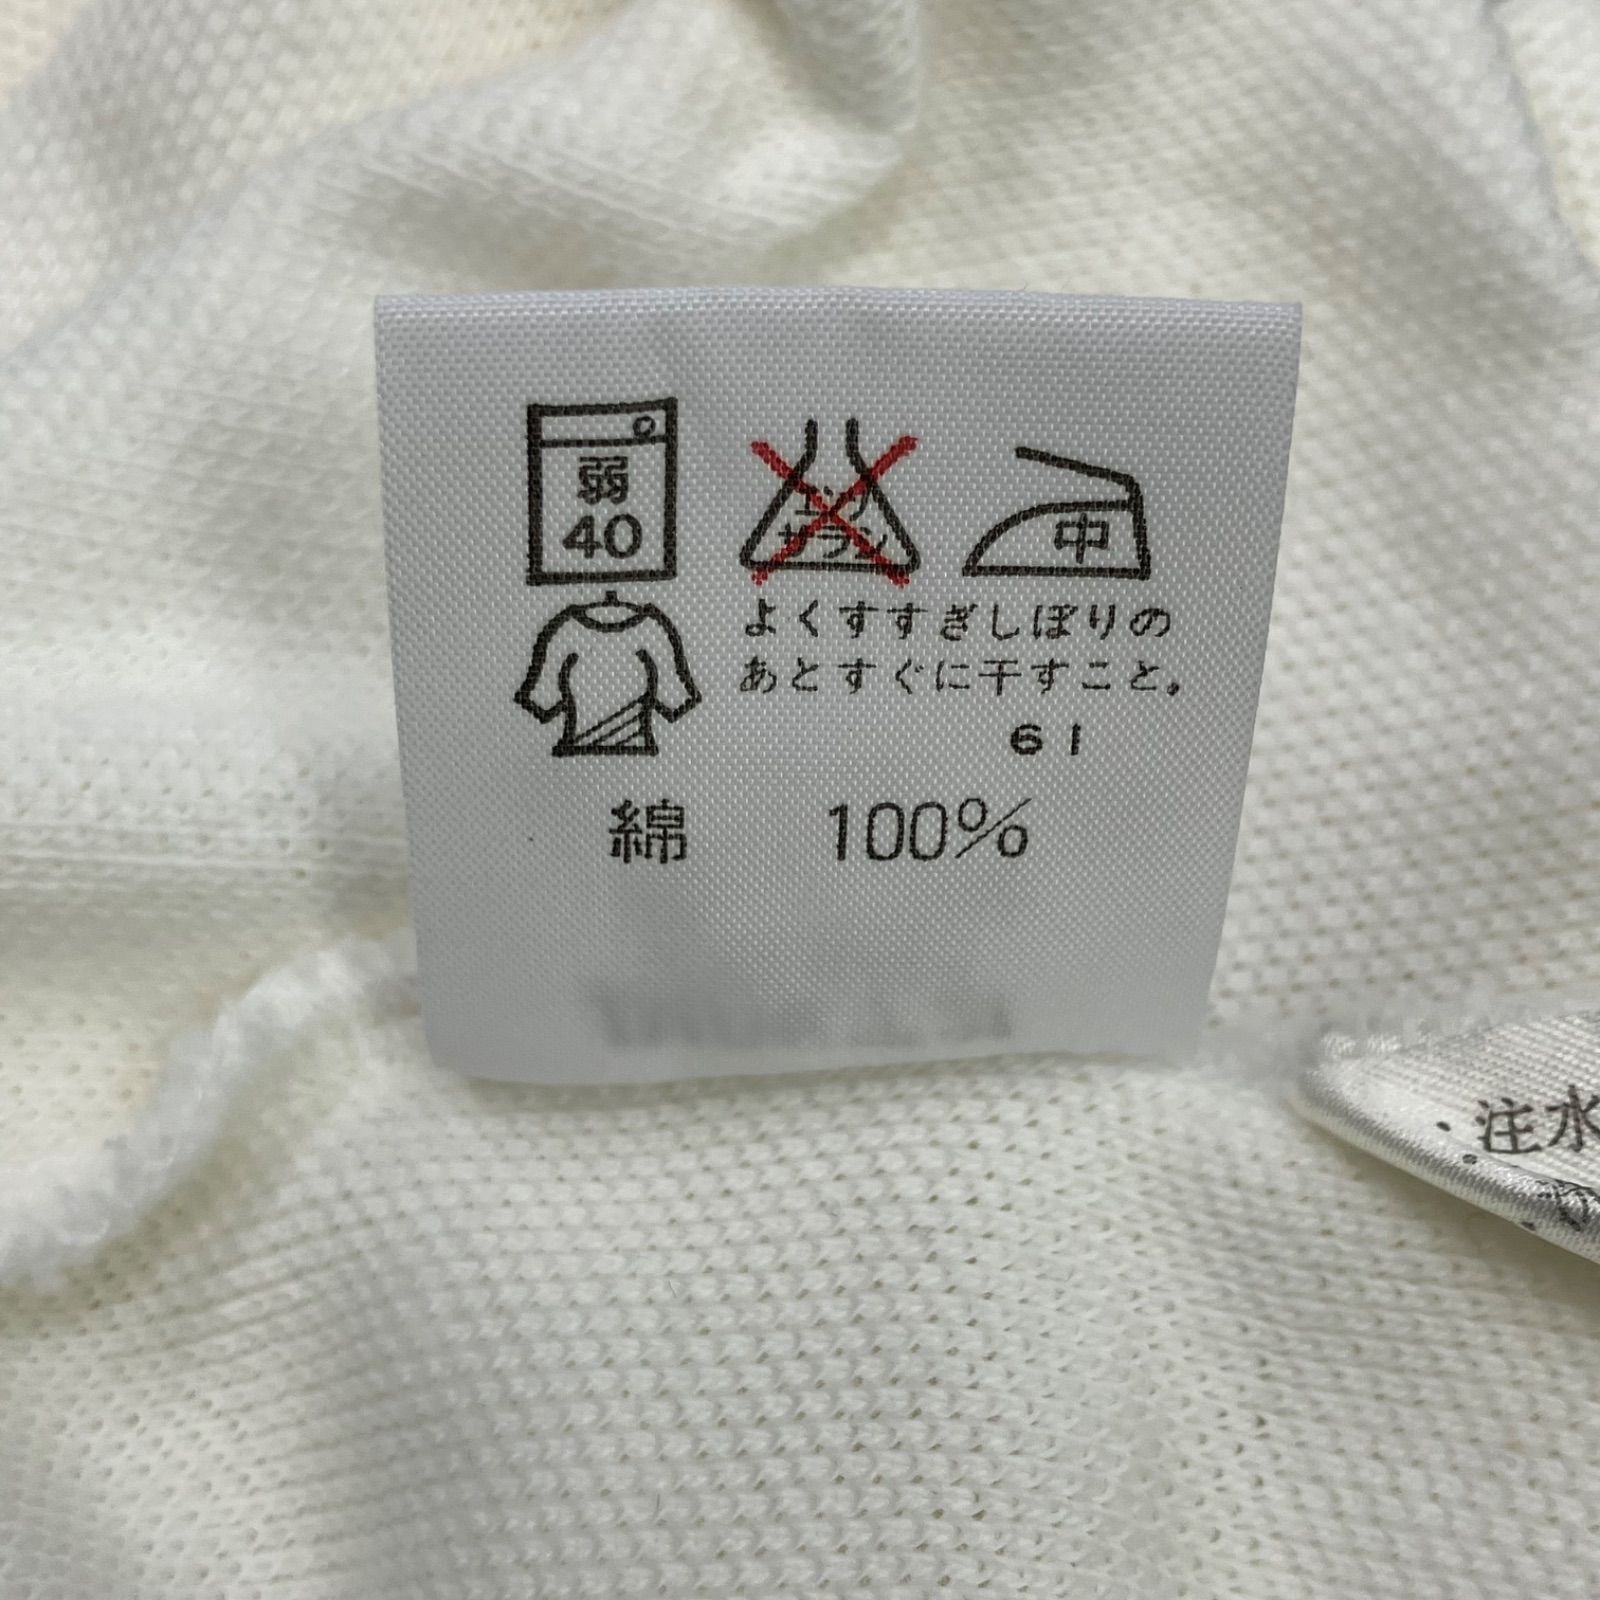 弱
40
エンソ
サラシ
中
よくすすぎしぼりの
あとすぐに干すこと。
61
綿 100%
・注水